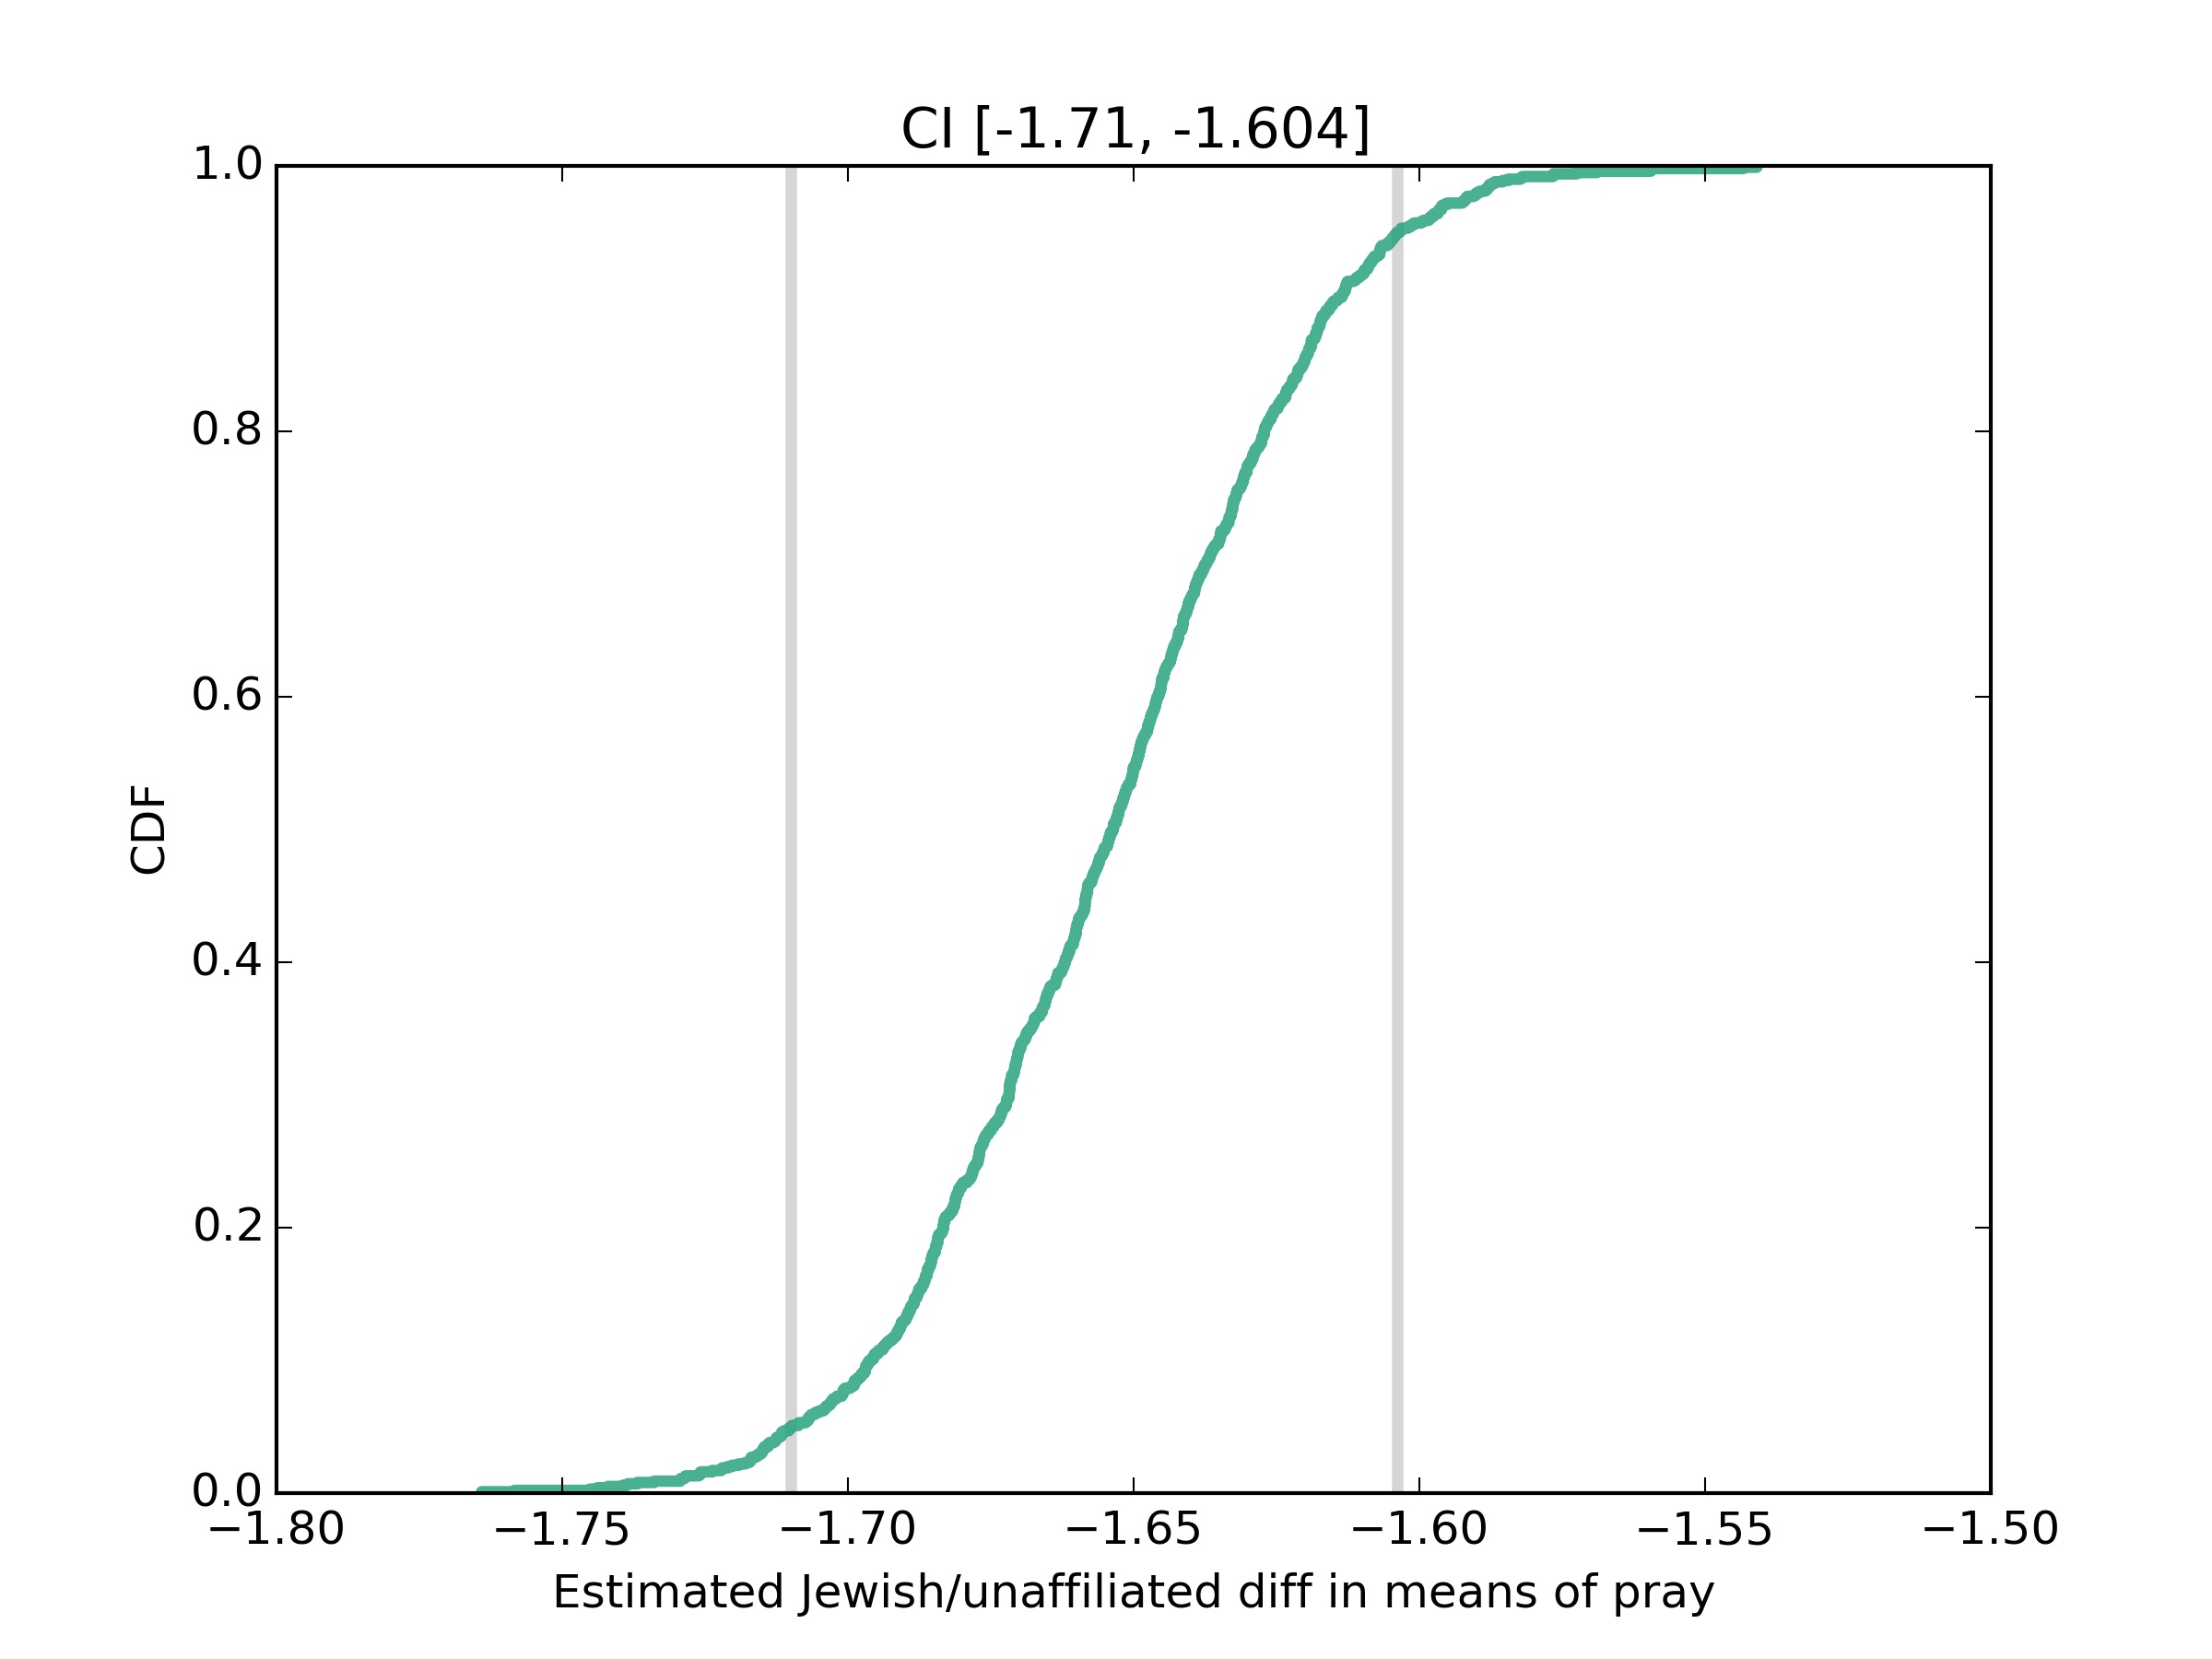 CI [-1.71, -1.604]
1.0
0.8
0.6
0.4
0.2
0.0
CDF
−1.80 −1.75 −1.70 −1.65 −1.60 −1.55 −1.50
Estimated Jewish/unaffiliated diff in means of pray